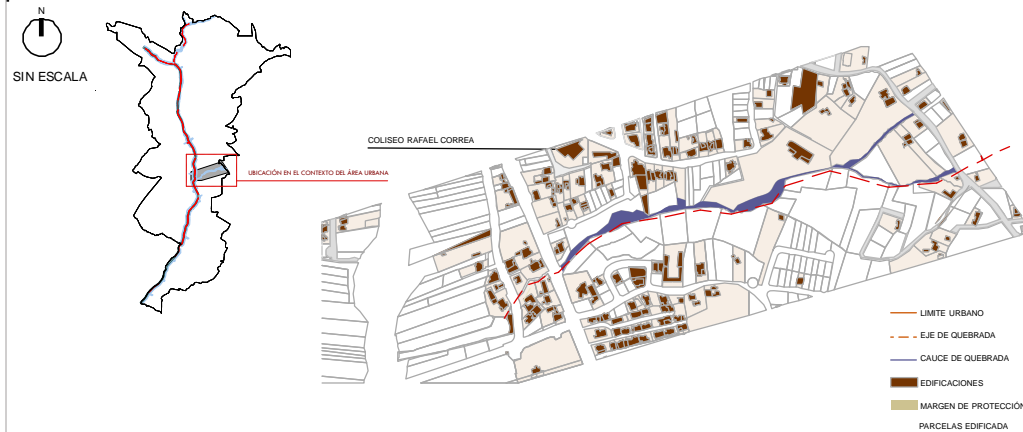 N
SIN ESCALA
COLISEO RAFAEL CORREA
UBICACIÓN EN EL CONTEXTO DEL ÁREA URBANA
LIMITE URBANO
EJE DE QUEBRADA
CAUCE DE QUEBRADA
EDIFICACIONES
MARGEN DE PROTECCIÓN
PARCELAS EDIFICADA